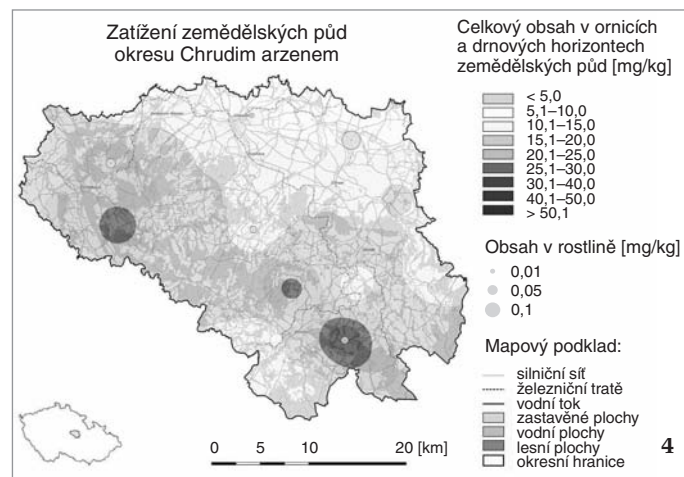 Zatížení zemědělských půd
okresu Chrudim arzenem
Celkový obsah v ornicích
a drnových horizontech
zemědělských půd [mg/kg]
< 5,0
5,1–10,0
10,1–15,0
15,1–20,0
20,1–25,0
25,1–30,0
30,1–40,0
40,1–50,0
> 50,1
Obsah v rostlině [mg/kg]
0,01
0,05
0,1
Mapový podklad:
silniční síť
železniční tratě
vodní tok
zastavěné plochy
vodní plochy
lesní plochy
okresní hranice
0 5 10 20 [km]
4